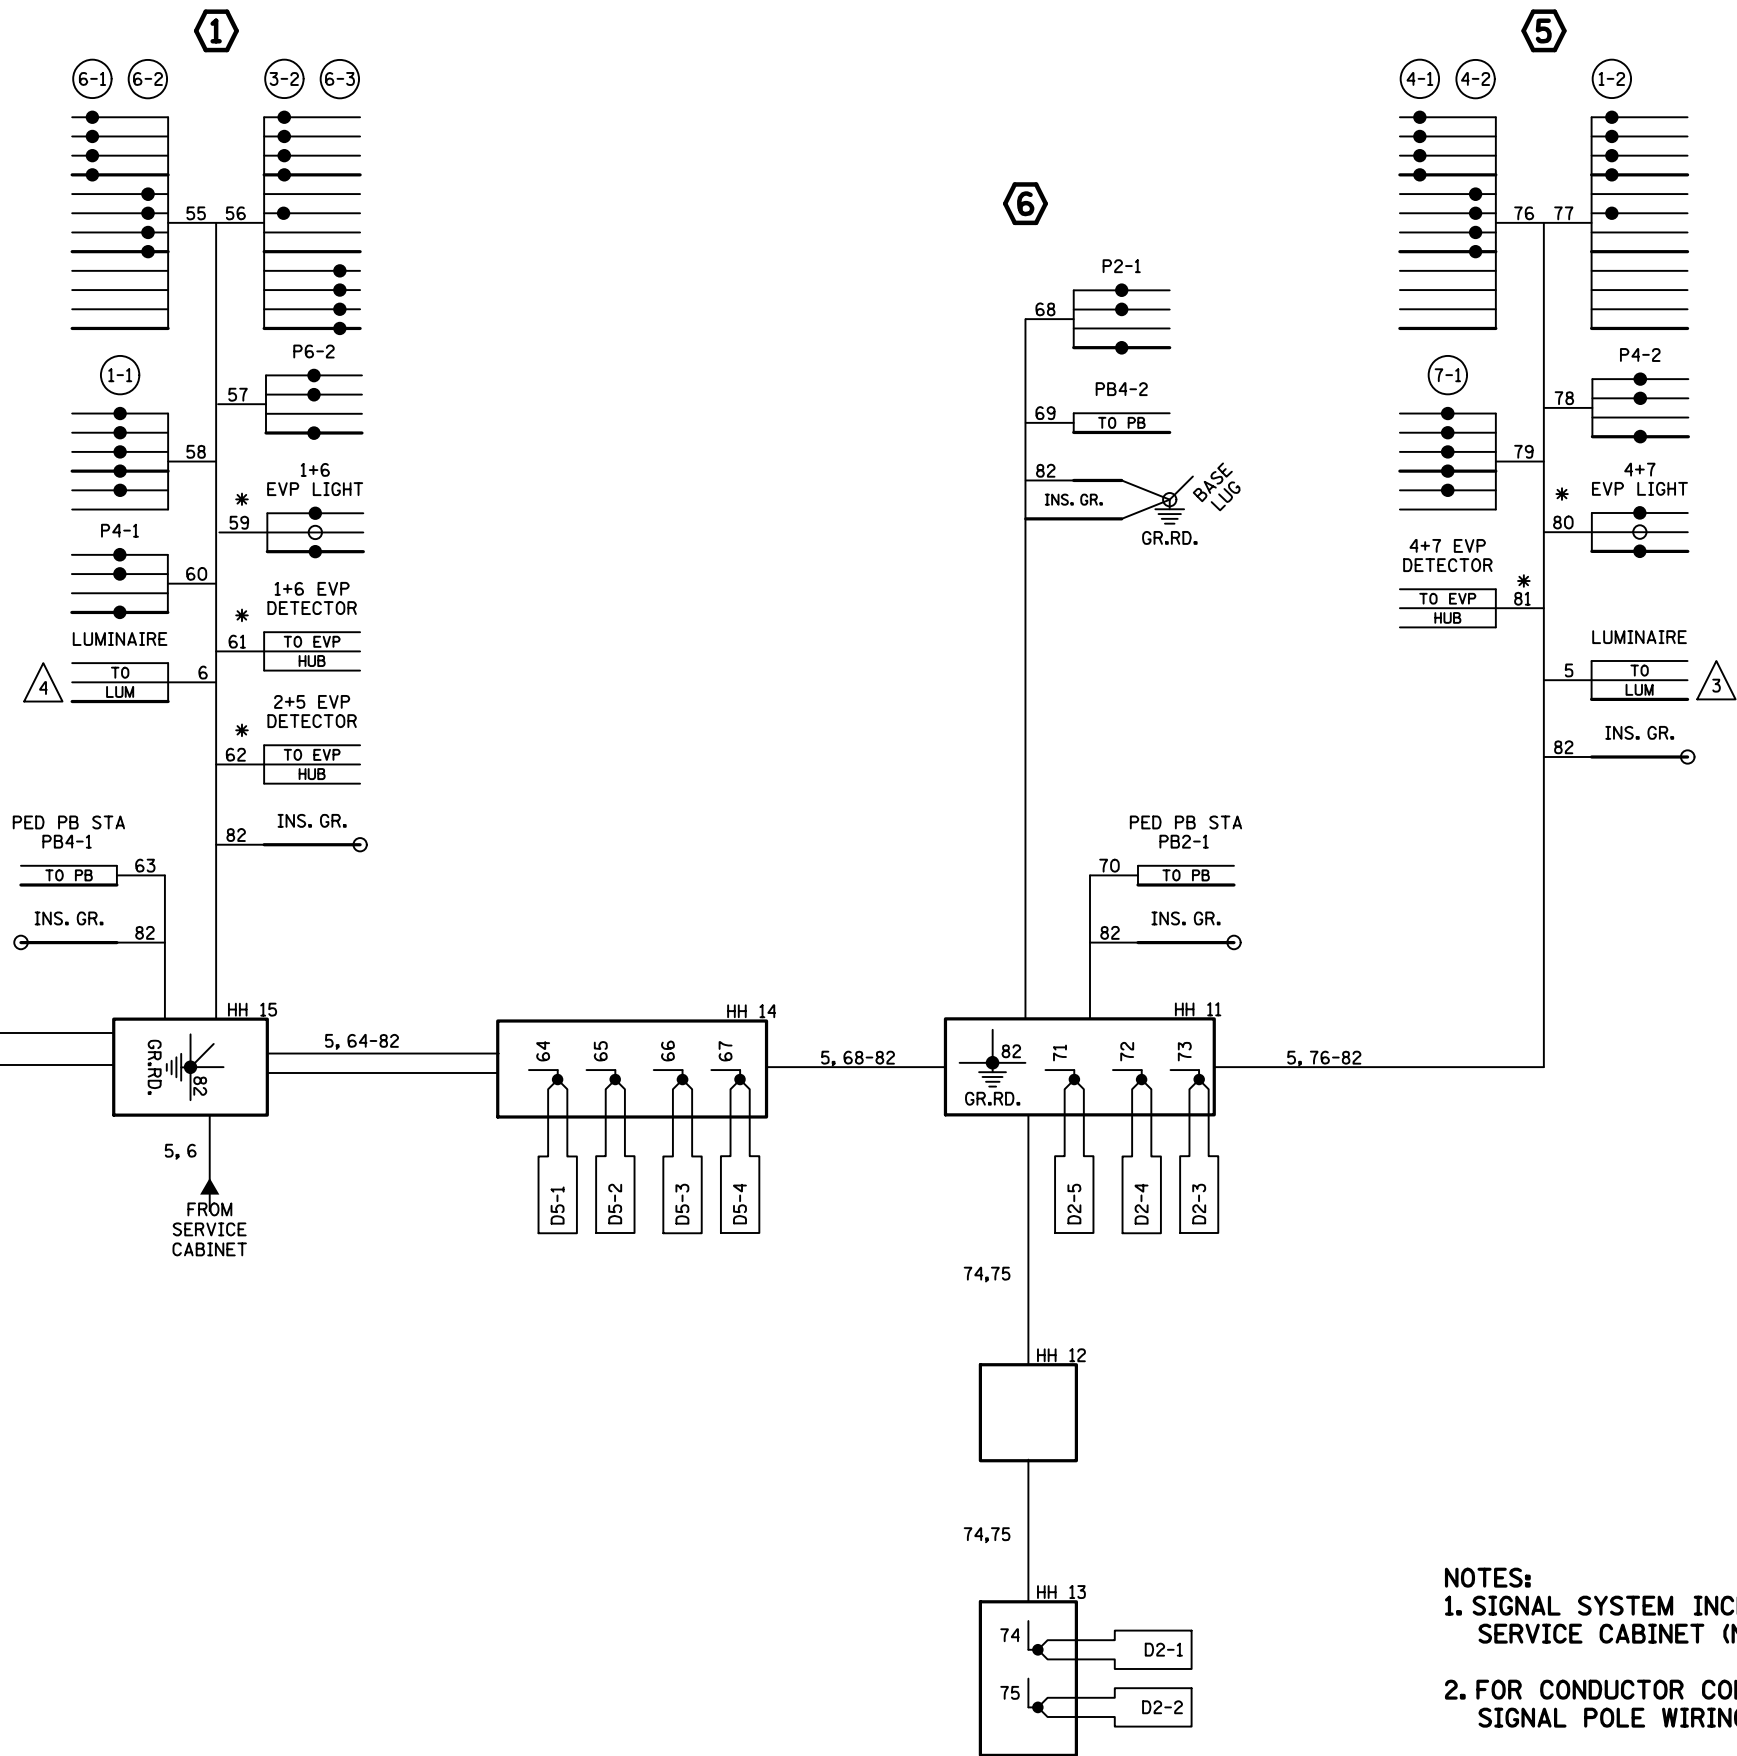 1
6-1 6-2 3-2 6-3
55 56
P6-2
1-1
57
58
1+6
EVP LIGHT
*
59
P4-1
60
1+6 EVP
DETECTOR
*
61 TO EVP
HUB
LUMINAIRE
4
TO
LUM
6
2+5 EVP
DETECTOR
*
62 TO EVP
HUB
82 INS. GR.
PED PB STA
PB4-1
TO PB
63
INS. GR.
82
HH 15
GR.RD.
82
5,6
FROM
SERVICE
CABINET
5,64-82
HH 14
64 65 66 67
D5-1 D5-2 D5-3 D5-4
5,68-82
6
P2-1
68
PB4-2
69 TO PB
82
INS. GR.
BASE
LUG
GR.RD.
PED PB STA
PB2-1
70 TO PB
INS. GR.
82
HH 11
82
GR.RD.
71 72 73
D2-5 D2-4 D2-3
5,76-82
74,75
HH 12
74,75
HH 13
74 D2-1
75 D2-2
5
4-1 4-2 1-2
76 77
P4-2
7-1
78
79
4+7
EVP LIGHT
*
80
4+7 EVP
DETECTOR
*
TO EVP 81
HUB
LUMINAIRE
5 TO
LUM
3
INS. GR.
82
NOTES:
1. SIGNAL SYSTEM
SERVICE CABINET
2. FOR CONDUCTOR
SIGNAL POLE